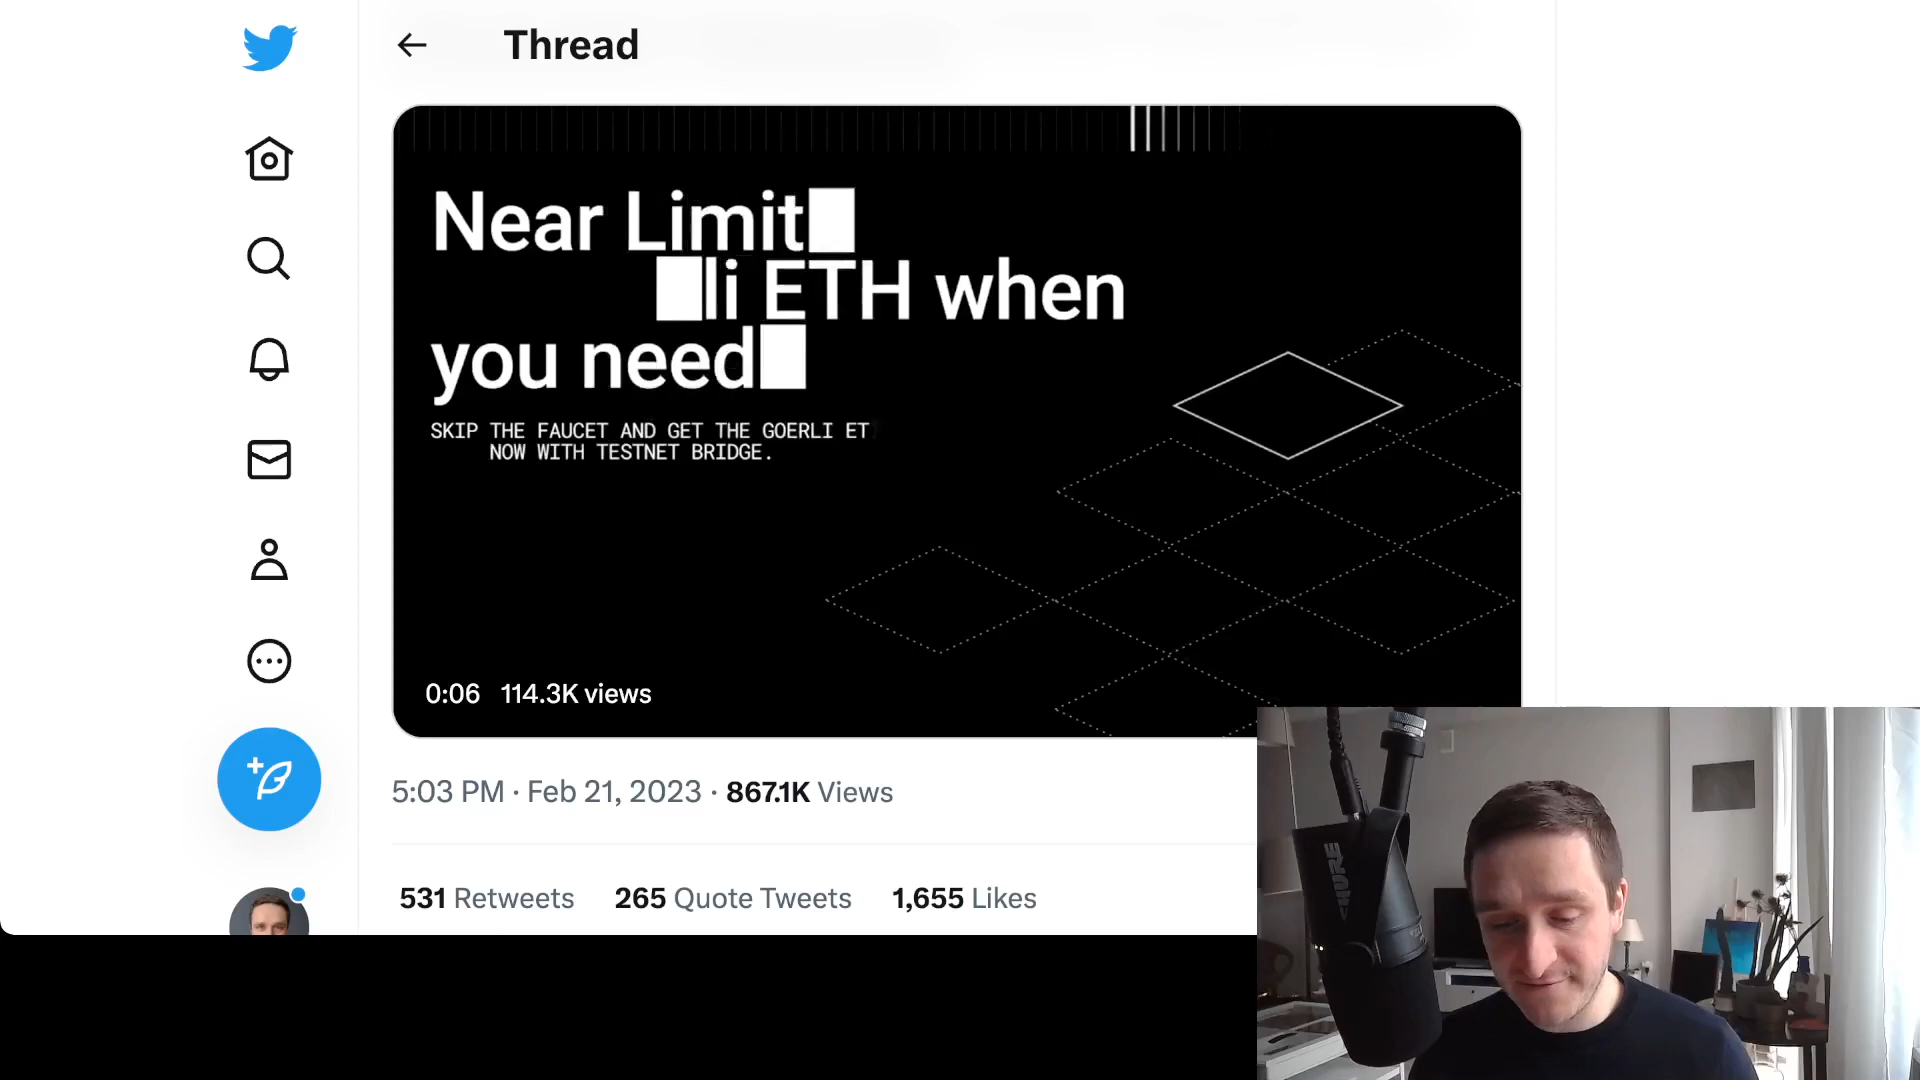 Thread
Near Limit
li ETH when
you need
SKIP THE FAUCET AND GET THE GOERLI ET
NOW WITH TESTNET BRIDGE.
0:06 114.3K views
5:03 PM · Feb 21, 2023 · 867.1K Views
531 Retweets 265 Quote Tweets 1,655 Likes
SHURE